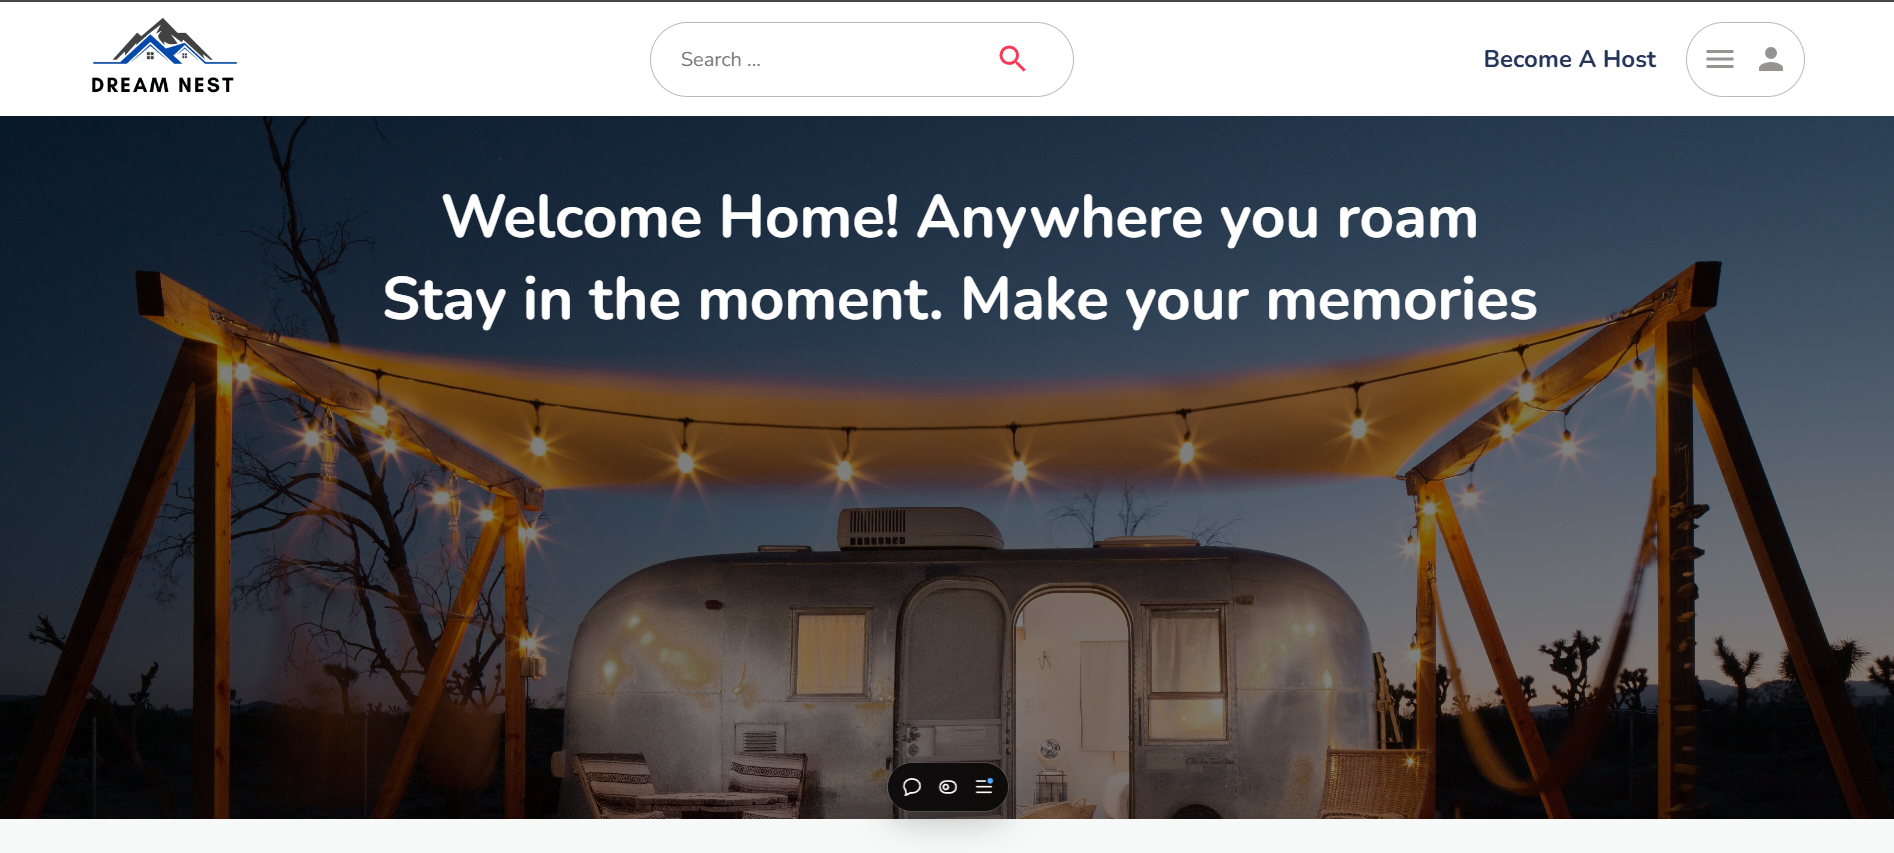 DREAM NEST
Search ...
Become A Host
Welcome Home! Anywhere you roam
Stay in the moment. Make your memories